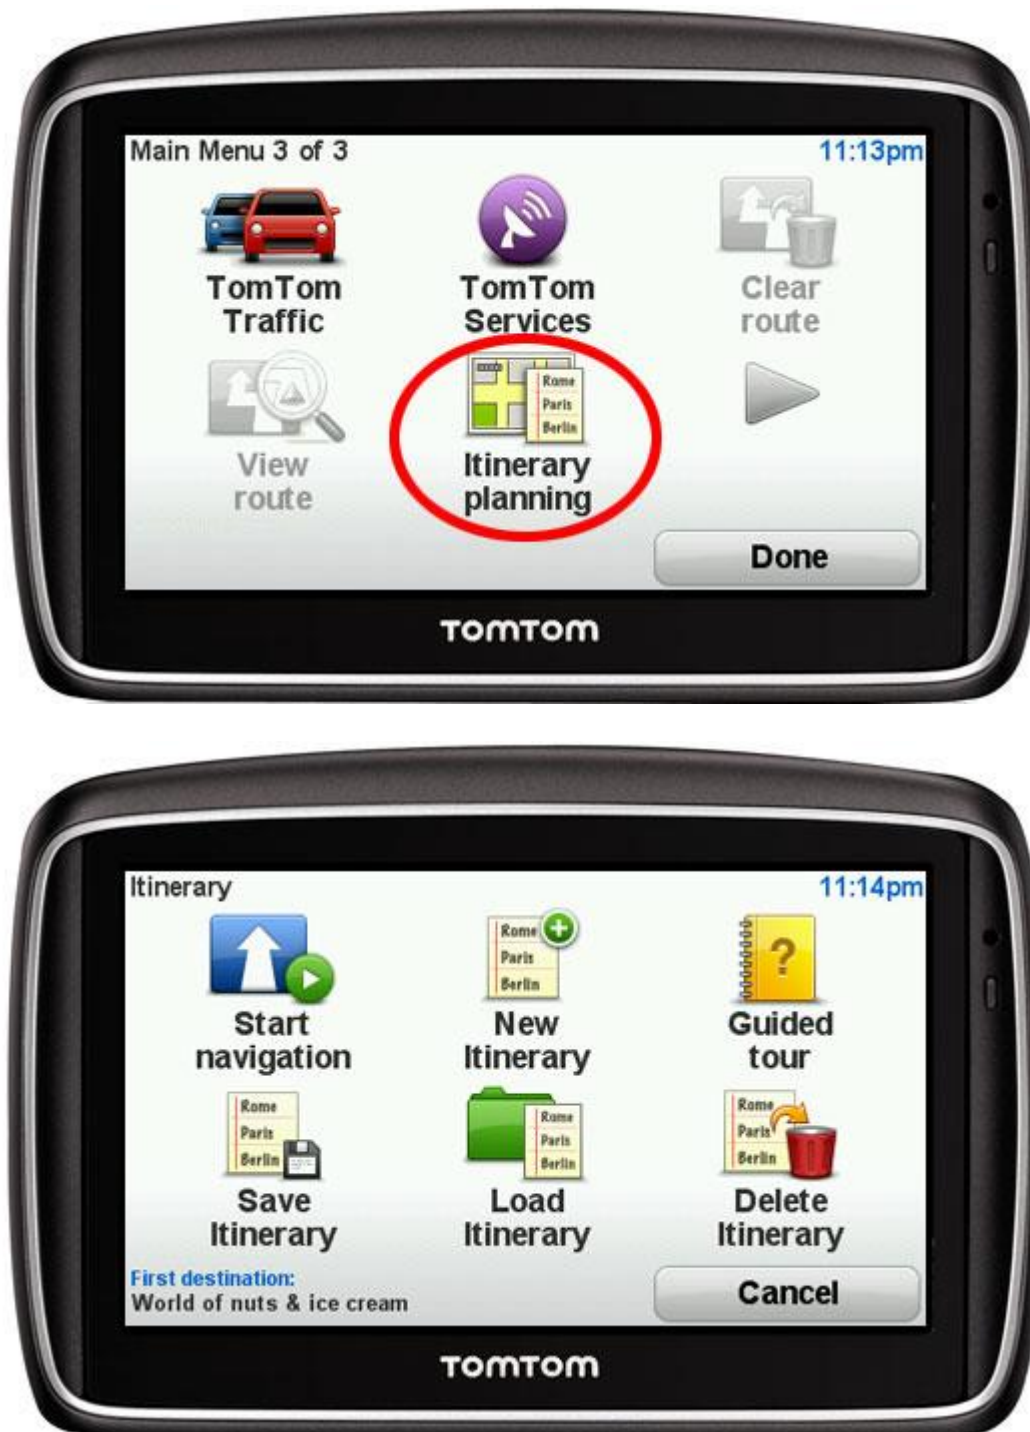 Main Menu 3 of 3
11:13pm
TomTom
Traffic
TomTom
Services
Clear
route
View
route
Rome
Paris
Berlin
Itinerary
planning
Done
TOMTOM
Itinerary
11:14pm
Start
navigation
Rome
Paris
Berlin
New
Itinerary
?
Guided
tour
Rome
Paris
Berlin
Save
Itinerary
Rome
Paris
Berlin
Load
Itinerary
Rome
Paris
Berlin
Delete
Itinerary
First destination:
World of nuts & ice cream
Cancel
TOMTOM